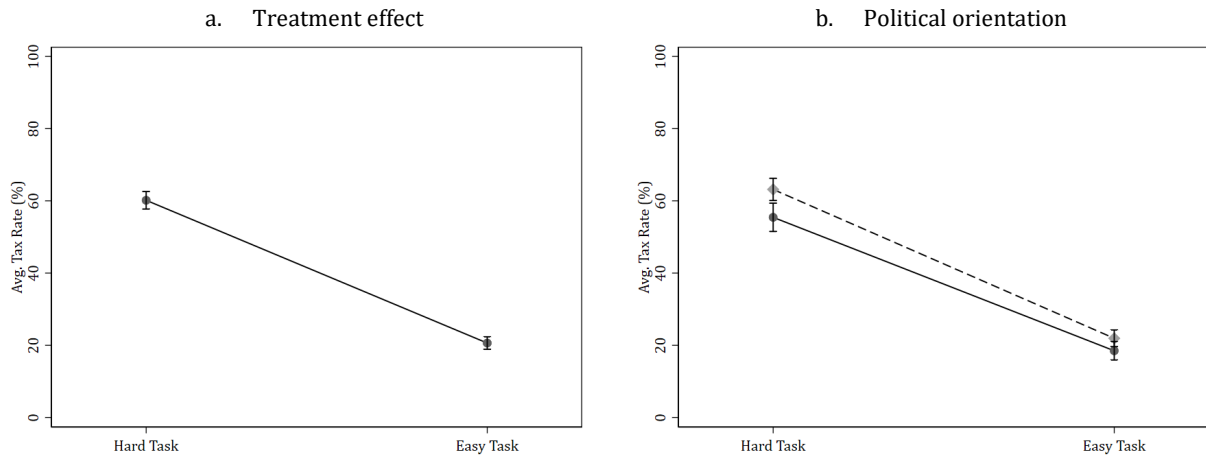 a. Treatment effect
Avg. Tax Rate (%)
100
80
60
40
20
0
Hard Task
Easy Task
b. Political orientation
Avg. Tax Rate (%)
100
80
60
40
20
0
Hard Task
Easy Task